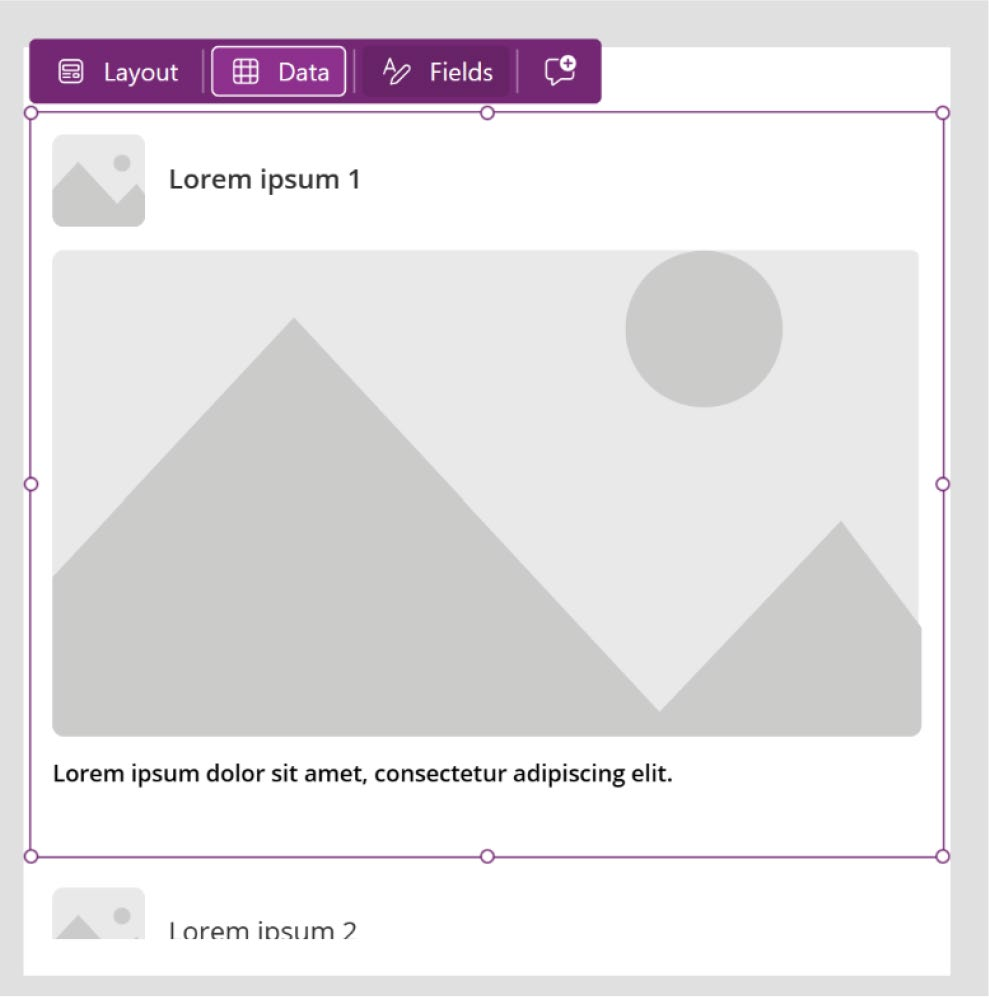 Layout Data Fields
Lorem ipsum 1
Lorem ipsum dolor sit amet, consectetur adipiscing elit.
Lorem ipsum 2